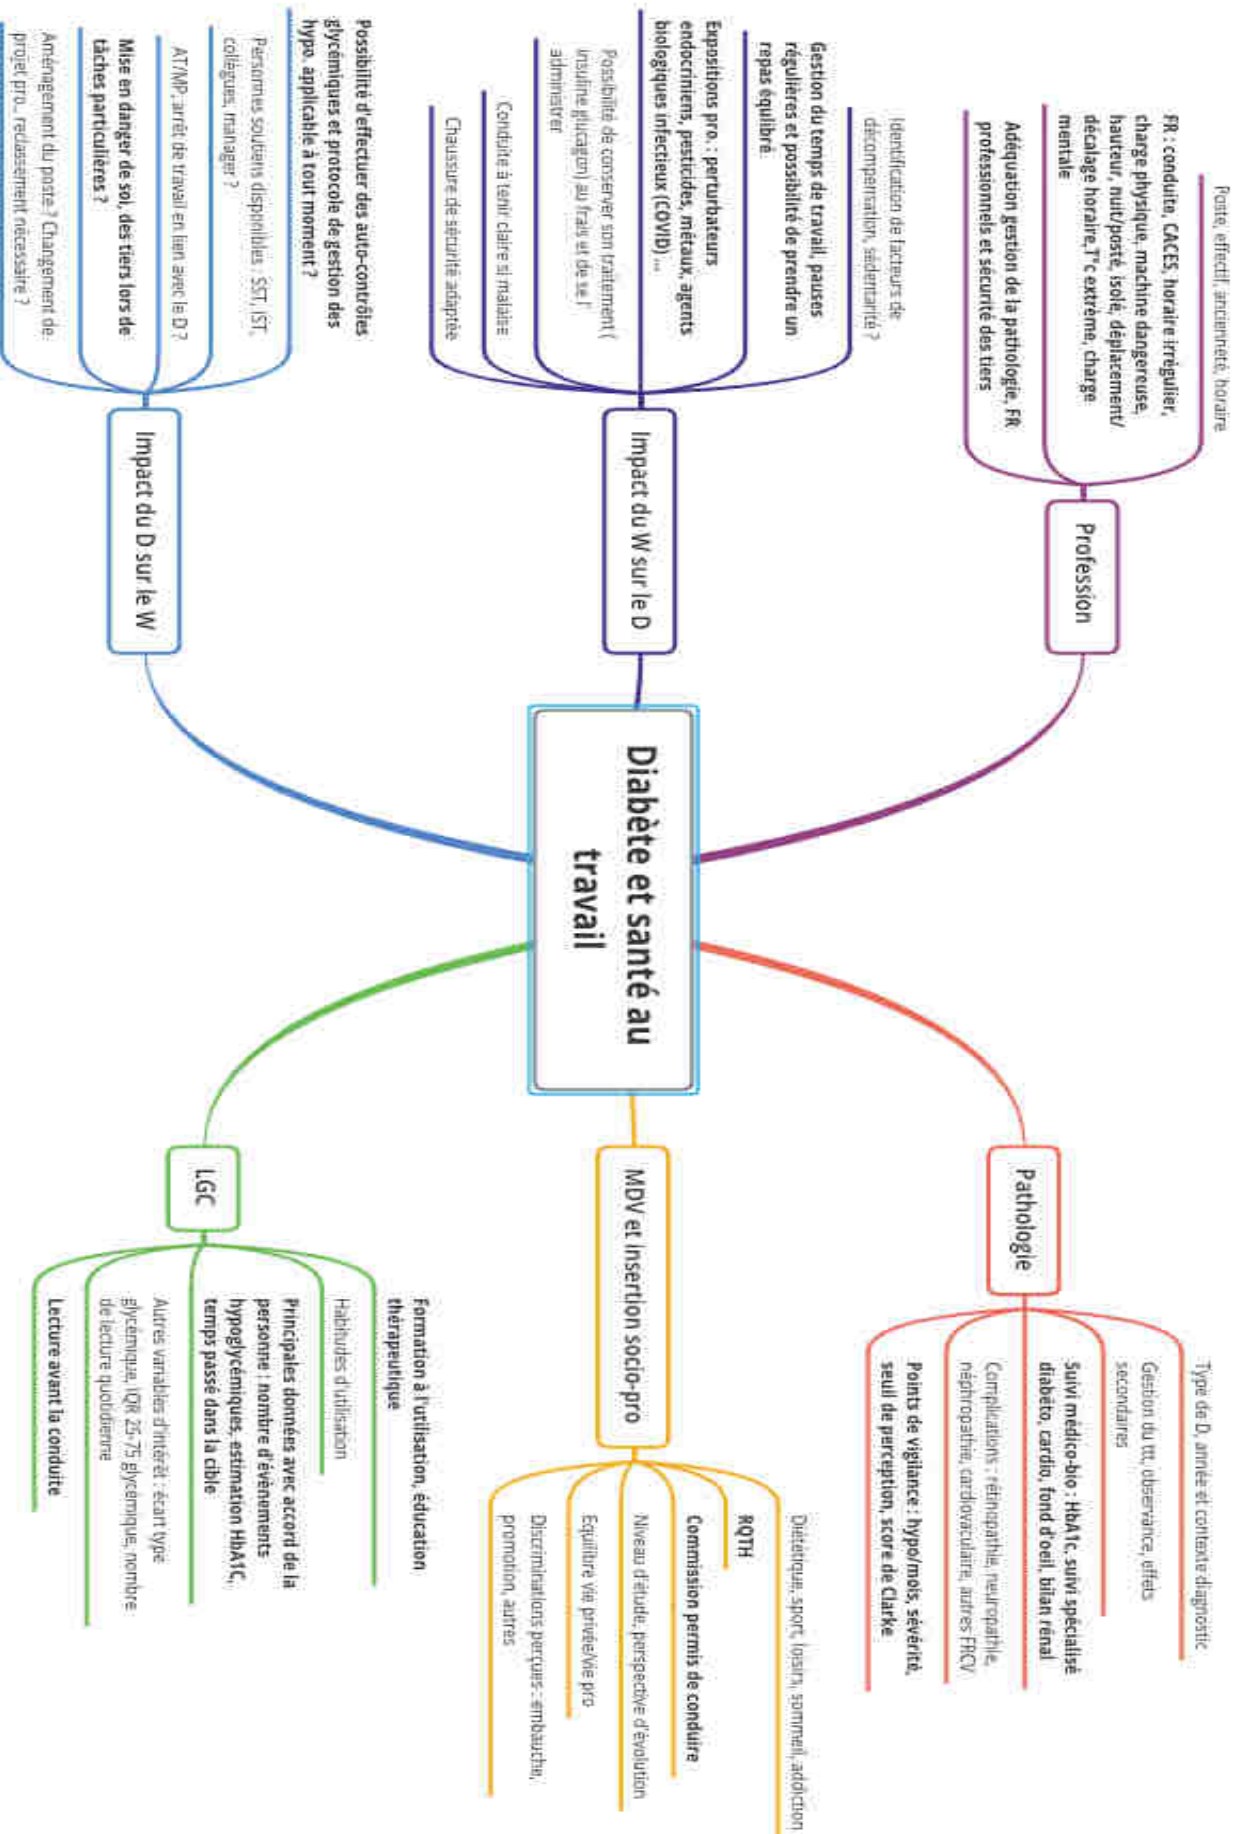 Diabète et santé au
travail
Profession
Poste, effectif, ancienneté, horaire
FR : conduite, CACES, horaire irrégulier,
charge physique, machine dangereuse,
hauteur, nuit/posté, isolé, déplacement/
décalage horaire,T°c extrême, charge
mentale
Adéquation gestion de la pathologie, FR
professionnels et sécurité des tiers
Impact du W sur le D
Identification de facteurs de
décompensation, sédentarité ?
Gestion du temps de travail, pauses
régulières et possibilité de prendre un
repas équlibré
Expositions pro. : perturbateurs
endocriniens, pesticides, métaux, agents
biologiques infectieux (COVID) ...
Possibilité de conserver son traitement (
insuline glucagon) au frais et de se l'
administrer
Conduite à tenir claire si malaise
Chaussure de sécurité adaptée
Impact du D sur le W
Possibilité d'effectuer des auto-contrôles
glycémiques et protocole de gestion des
hypo. applicable à tout moment ?
Personnes soutiens disponibles : SST, IST,
collègues, manager ?
AT/MP, arrêt de travail en lien avec le D ?
Mise en danger de soi, des tiers lors de
tâches particulières ?
Aménagement du poste ? Changement de
projet pro., reclassement nécessaire ?
Pathologie
Type de D, année et contexte diagnostic
Gestion du ttt, observance, effets
secondaires
Suivi médico-bio : HbA1c, suivi spécialisé
diabéto, cardio, fond d'oeil, bilan rénal
Complications : rétinopathie, neuropathie,
néphropathie, cardiovaculaire, autres FRCV
Points de vigilance : hypo/mois, sévérité,
seuil de perception, score de Clarke
MDV et insertion socio-pro
Diététique, sport, loisirs, sommeil, addiction
RQTH
Commission permis de conduire
Niveau d'étude, perspective d'évolution
Equilibre vie privée/vie pro
Discriminations perçues : embauche,
promotion, autres
LGC
Formation à l'utilisation, éducation
thérapeutique
Habitudes d'utilisation
Principales données avec accord de la
personne : nombre d'évènements
hypoglycémiques, estimation HbA1C,
temps passé dans la cible
Autres variables d'intérêt : écart type
glycémique, IQR 25-75 glycémique, nombre
de lecture quotidienne
Lecture avant la conduite